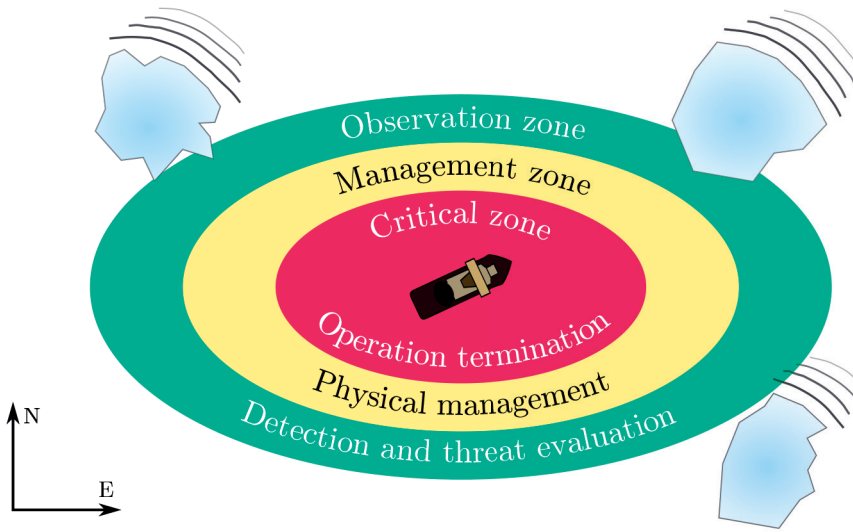 Observation zone
Management zone
Critical zone
Operation termination
Physical management
Detection and threat evaluation
N
E